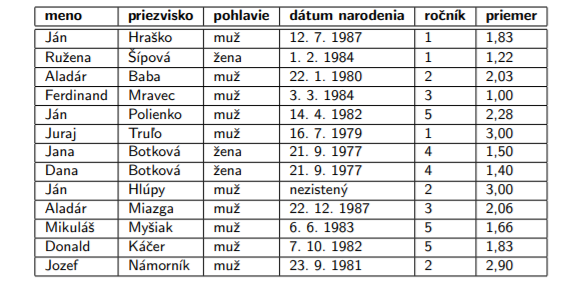 meno priezvisko pohlavie dátum narodenia ročník priemer
Ján Hraško muž 12. 7. 1987 1 1,83
Ružena Šípová žena 1. 2. 1984 1 1,22
Aladár Baba muž 22. 1. 1980 2 2,03
Ferdinand Mravec muž 3. 3. 1984 3 1,00
Ján Polienko muž 14. 4. 1982 5 2,28
Juraj Truľo muž 16. 7. 1979 1 3,00
Jana Botková žena 21. 9. 1977 4 1,50
Dana Botková žena 21. 9. 1977 4 1,40
Ján Hlúpy muž nezistený 2 3,00
Aladár Miazga muž 22. 12. 1987 3 2,06
Mikuláš Myšiak muž 6. 6. 1983 5 1,66
Donald Káčer muž 7. 10. 1982 5 1,83
Jozef Námorník muž 23. 9. 1981 2 2,90